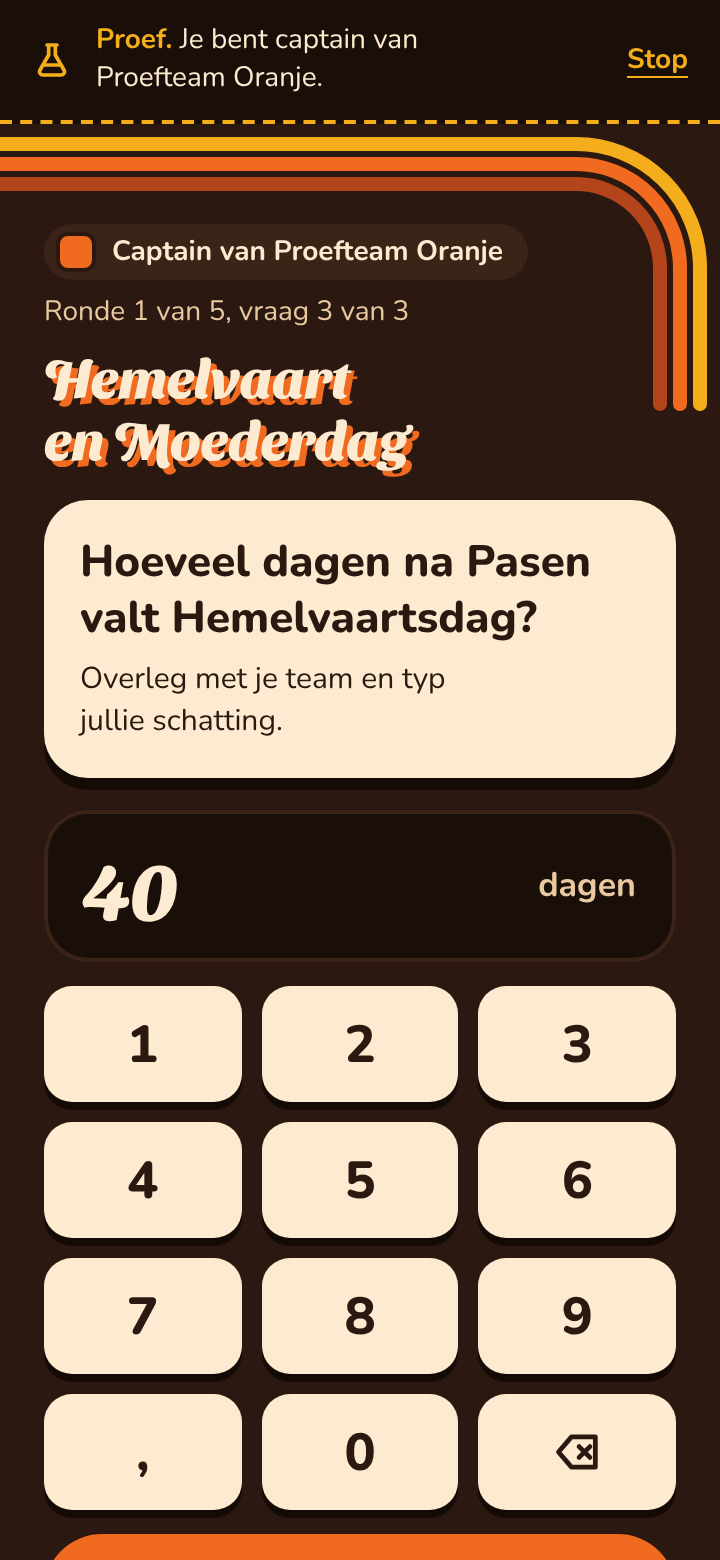 Proef. Je bent captain van
Proefteam Oranje.
Stop
Captain van Proefteam Oranje
Ronde 1 van 5, vraag 3 van 3
Hemelvaart
en Moederdag
Hoeveel dagen na Pasen
valt Hemelvaartsdag?
Overleg met je team en typ
jullie schatting.
40 dagen
1 2 3
4 5 6
7 8 9
, 0